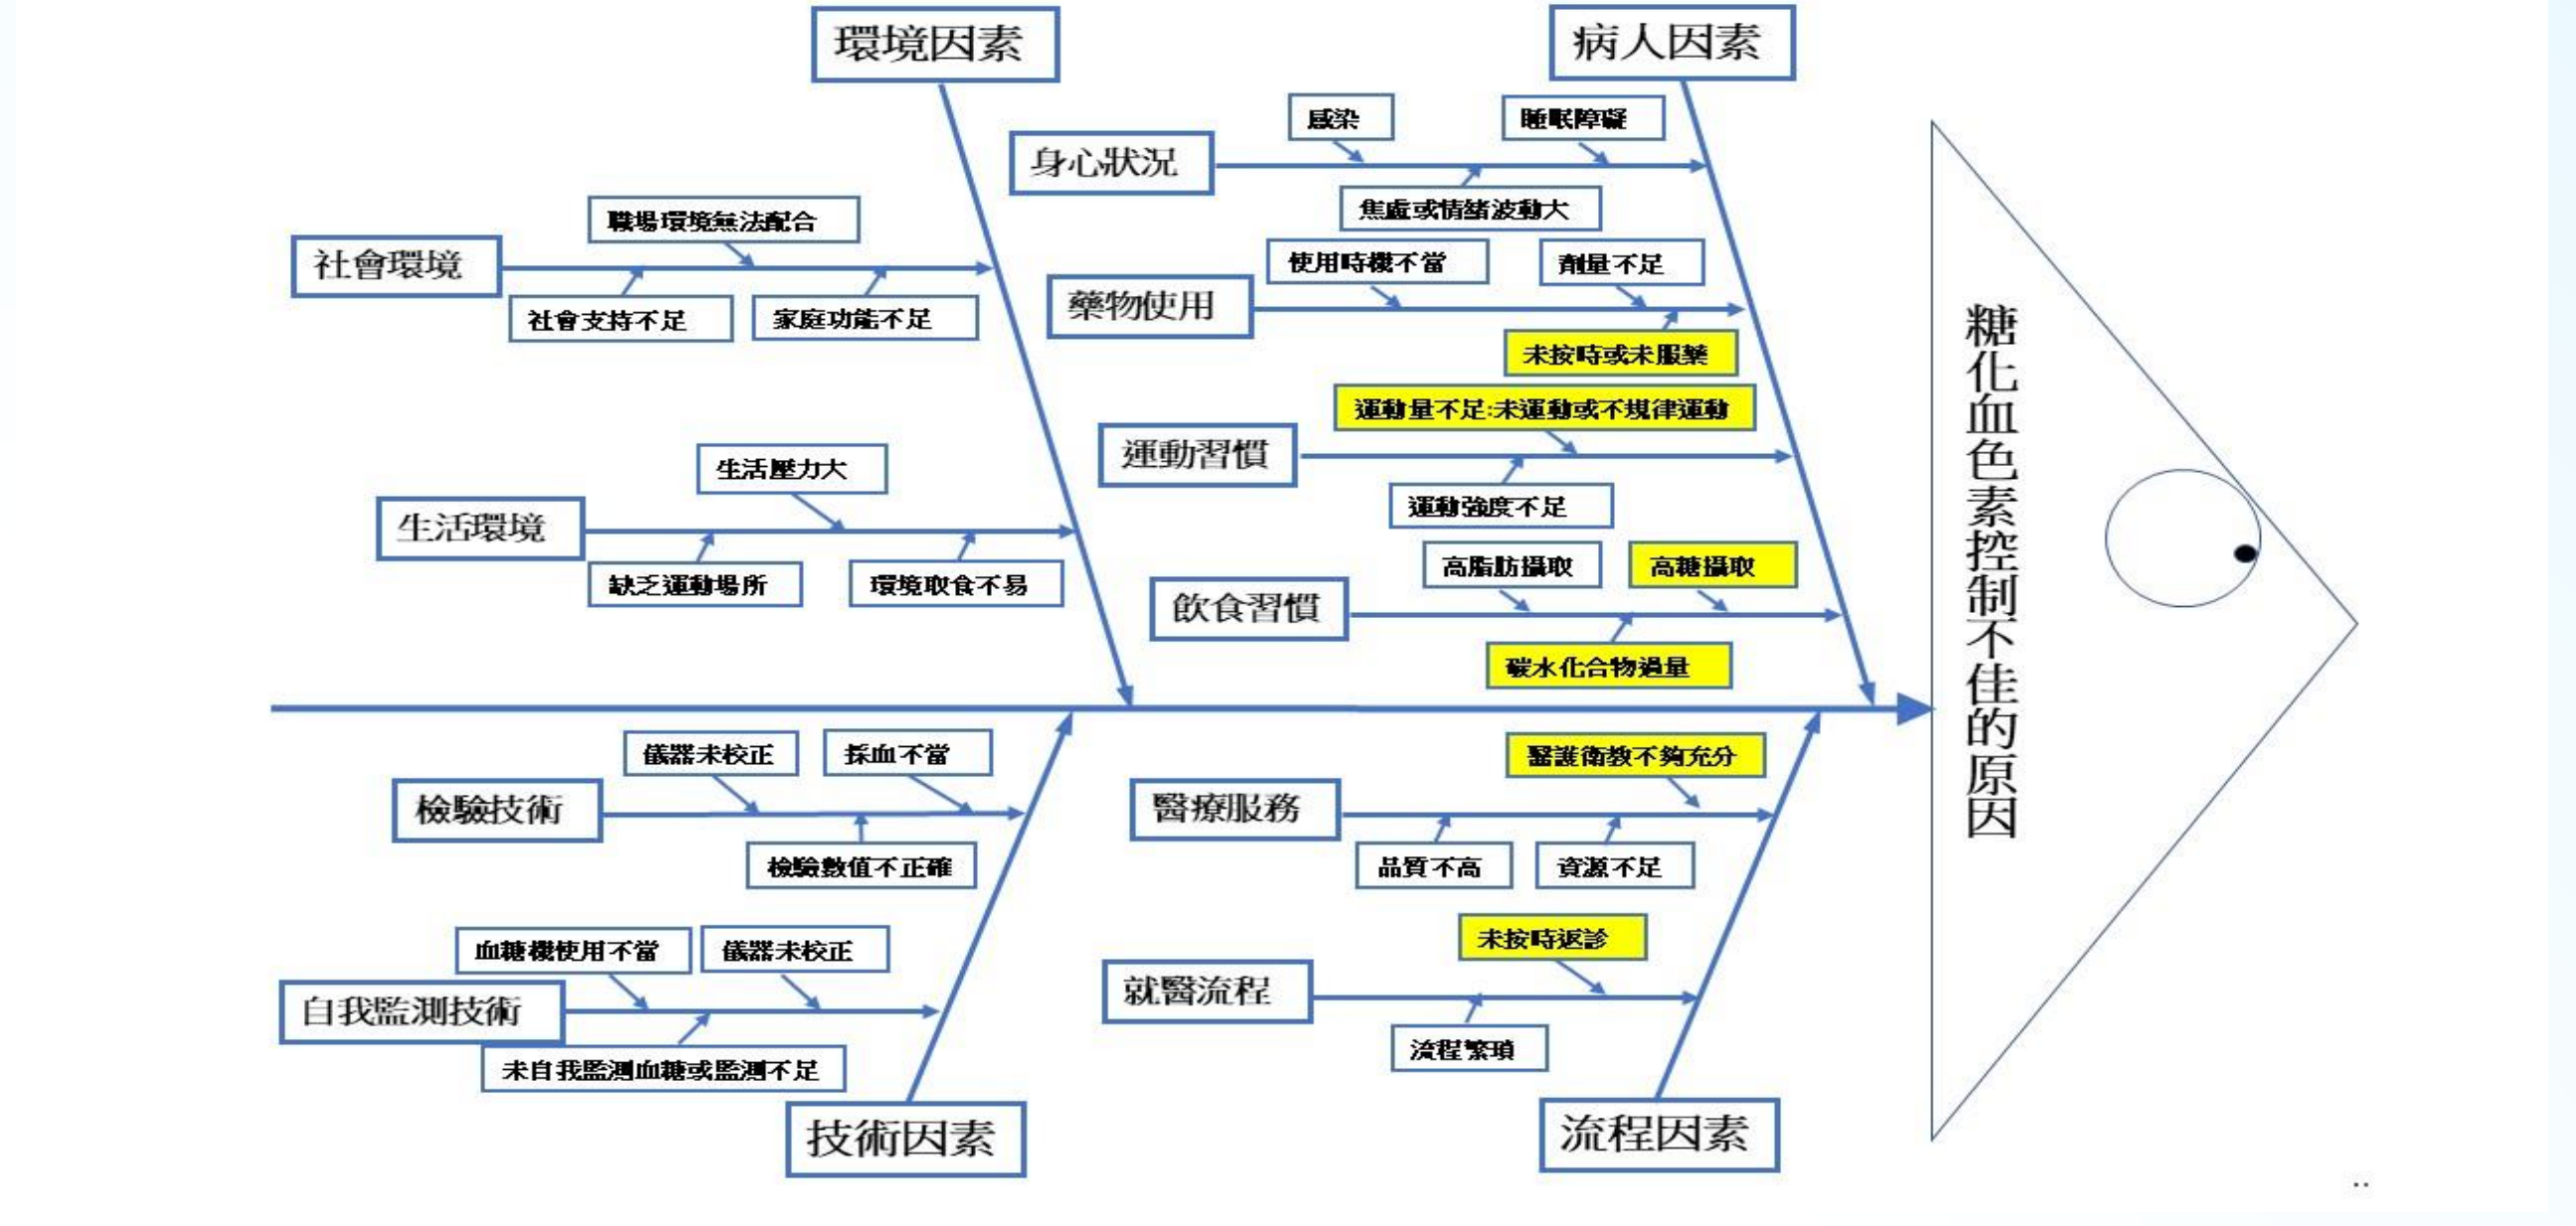 環境因素
病人因素
感染
睡眠障礙
身心狀況
焦慮或情緒波動大
職場環境無法配合
社會環境
社會支持不足
家庭功能不足
使用時機不當
劑量不足
藥物使用
未按時或未服藥
運動量不足:未運動或不規律運動
運動習慣
運動強度不足
生活壓力大
生活環境
缺乏運動場所
環境取食不易
高脂肪攝取
高糖攝取
飲食習慣
碳水化合物過量
糖化血色素控制不佳的原因
儀器未校正
採血不當
檢驗技術
檢驗數值不正確
醫護衛教不夠充分
醫療服務
品質不高
資源不足
血糖機使用不當
儀器未校正
自我監測技術
未自我監測血糖或監測不足
未按時返診
就醫流程
流程繁瑣
技術因素
流程因素
..